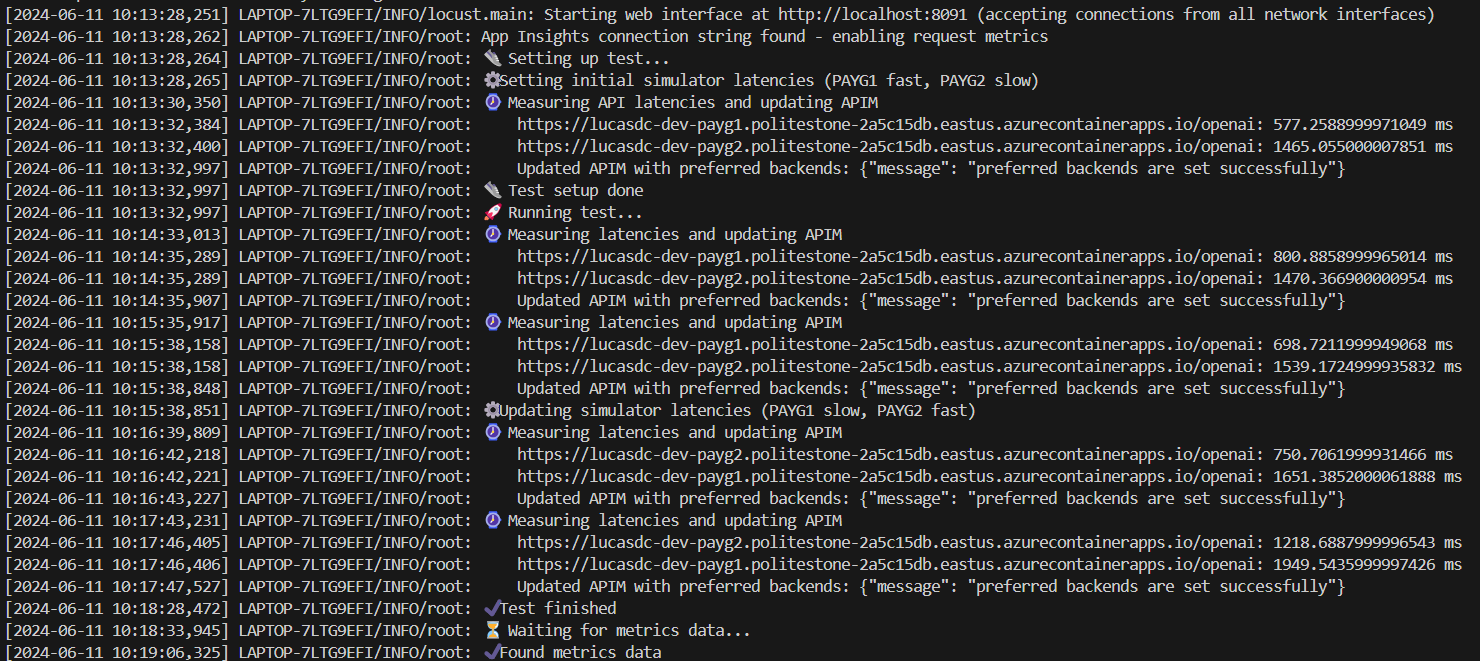 [2024-06-11 10:13:28,251] LAPTOP-7LTG9EFI/INFO/locust.main: Starting web interface at http://localhost:8091 (accepting connections from all network interfaces)
[2024-06-11 10:13:28,262] LAPTOP-7LTG9EFI/INFO/root: App Insights connection string found - enabling request metrics
[2024-06-11 10:13:28,264] LAPTOP-7LTG9EFI/INFO/root: Setting up test...
[2024-06-11 10:13:28,265] LAPTOP-7LTG9EFI/INFO/root: ⚙Setting initial simulator latencies (PAYG1 fast, PAYG2 slow)
[2024-06-11 10:13:30,350] LAPTOP-7LTG9EFI/INFO/root: ⌚ Measuring API latencies and updating APIM
[2024-06-11 10:13:32,384] LAPTOP-7LTG9EFI/INFO/root: https://lucasdc-dev-payg1.politestone-2a5c15db.eastus.azurecontainerapps.io/openai: 577.2588999971049 ms
[2024-06-11 10:13:32,400] LAPTOP-7LTG9EFI/INFO/root: https://lucasdc-dev-payg2.politestone-2a5c15db.eastus.azurecontainerapps.io/openai: 1465.055000007851 ms
[2024-06-11 10:13:32,997] LAPTOP-7LTG9EFI/INFO/root: Updated APIM with preferred backends: {"message": "preferred backends are set successfully"}
[2024-06-11 10:13:32,997] LAPTOP-7LTG9EFI/INFO/root: Test setup done
[2024-06-11 10:13:32,997] LAPTOP-7LTG9EFI/INFO/root: 🚀 Running test...
[2024-06-11 10:14:33,013] LAPTOP-7LTG9EFI/INFO/root: ⌚ Measuring latencies and updating APIM
[2024-06-11 10:14:35,289] LAPTOP-7LTG9EFI/INFO/root: https://lucasdc-dev-payg1.politestone-2a5c15db.eastus.azurecontainerapps.io/openai: 800.8858999965014 ms
[2024-06-11 10:14:35,289] LAPTOP-7LTG9EFI/INFO/root: https://lucasdc-dev-payg2.politestone-2a5c15db.eastus.azurecontainerapps.io/openai: 1470.366900000954 ms
[2024-06-11 10:14:35,907] LAPTOP-7LTG9EFI/INFO/root: Updated APIM with preferred backends: {"message": "preferred backends are set successfully"}
[2024-06-11 10:15:35,917] LAPTOP-7LTG9EFI/INFO/root: ⌚ Measuring latencies and updating APIM
[2024-06-11 10:15:38,158] LAPTOP-7LTG9EFI/INFO/root: https://lucasdc-dev-payg1.politestone-2a5c15db.eastus.azurecontainerapps.io/openai: 698.7211999949068 ms
[2024-06-11 10:15:38,158] LAPTOP-7LTG9EFI/INFO/root: https://lucasdc-dev-payg2.politestone-2a5c15db.eastus.azurecontainerapps.io/openai: 1539.1724999935832 ms
[2024-06-11 10:15:38,848] LAPTOP-7LTG9EFI/INFO/root: Updated APIM with preferred backends: {"message": "preferred backends are set successfully"}
[2024-06-11 10:15:38,851] LAPTOP-7LTG9EFI/INFO/root: ⚙Updating simulator latencies (PAYG1 slow, PAYG2 fast)
[2024-06-11 10:16:39,809] LAPTOP-7LTG9EFI/INFO/root: ⌚ Measuring latencies and updating APIM
[2024-06-11 10:16:42,218] LAPTOP-7LTG9EFI/INFO/root: https://lucasdc-dev-payg2.politestone-2a5c15db.eastus.azurecontainerapps.io/openai: 750.7061999931466 ms
[2024-06-11 10:16:42,221] LAPTOP-7LTG9EFI/INFO/root: https://lucasdc-dev-payg1.politestone-2a5c15db.eastus.azurecontainerapps.io/openai: 1651.3852000061888 ms
[2024-06-11 10:16:43,227] LAPTOP-7LTG9EFI/INFO/root: Updated APIM with preferred backends: {"message": "preferred backends are set successfully"}
[2024-06-11 10:17:43,231] LAPTOP-7LTG9EFI/INFO/root: ⌚ Measuring latencies and updating APIM
[2024-06-11 10:17:46,405] LAPTOP-7LTG9EFI/INFO/root: https://lucasdc-dev-payg2.politestone-2a5c15db.eastus.azurecontainerapps.io/openai: 1218.6887999996543 ms
[2024-06-11 10:17:46,406] LAPTOP-7LTG9EFI/INFO/root: https://lucasdc-dev-payg1.politestone-2a5c15db.eastus.azurecontainerapps.io/openai: 1949.5435999997426 ms
[2024-06-11 10:17:47,527] LAPTOP-7LTG9EFI/INFO/root: Updated APIM with preferred backends: {"message": "preferred backends are set successfully"}
[2024-06-11 10:18:28,472] LAPTOP-7LTG9EFI/INFO/root: ✔Test finished
[2024-06-11 10:18:33,945] LAPTOP-7LTG9EFI/INFO/root: ⏳ Waiting for metrics data...
[2024-06-11 10:19:06,325] LAPTOP-7LTG9EFI/INFO/root: ✔Found metrics data